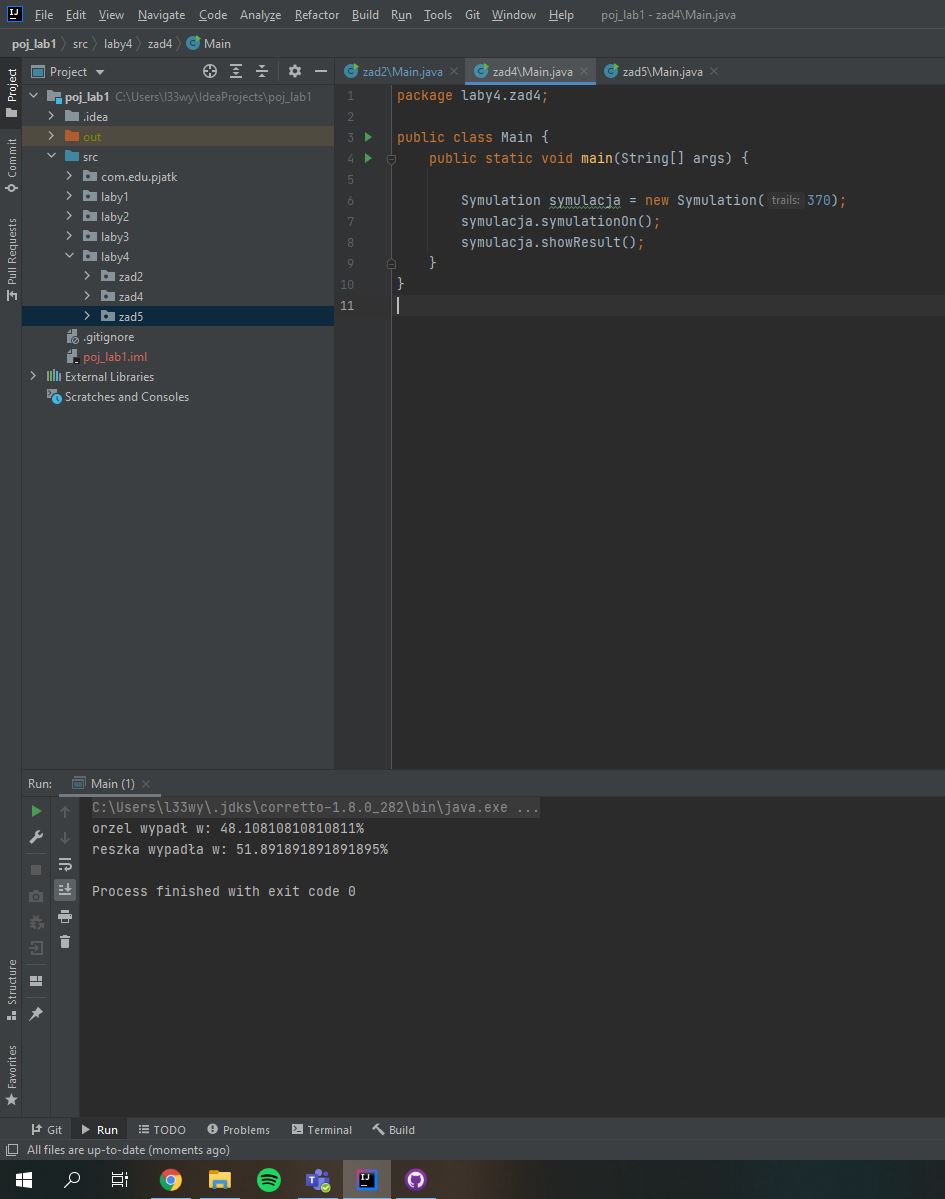 File Edit View Navigate Code Analyze Refactor Build Run Tools Git Window Help poj_lab1 - zad4\Main.java
poj_lab1 src laby4 zad4 Main
Project
zad2\Main.java zad4\Main.java zad5\Main.java
poj_lab1 C:\Users\l33wy\IdeaProjects\poj_lab1
.idea
out
src
com.edu.pjatk
laby1
laby2
laby3
laby4
zad2
zad4
zad5
.gitignore
poj_lab1.iml
External Libraries
Scratches and Consoles
Project
Commit
Pull Requests
1 package laby4.zad4;
2
3 public class Main {
4 public static void main(String[] args) {
5
6 Symulation symulacja = new Symulation( trails: 370);
7 symulacja.symulationOn();
8 symulacja.showResult();
9 }
10 }
11
Run: Main (1)
C:\Users\l33wy\.jdks\corretto-1.8.0_282\bin\java.exe ...
orzel wypadł w: 48.10810810810811%
reszka wypadła w: 51.891891891891895%
Process finished with exit code 0
Structure
Favorites
Git Run TODO Problems Terminal Build
All files are up-to-date (moments ago)